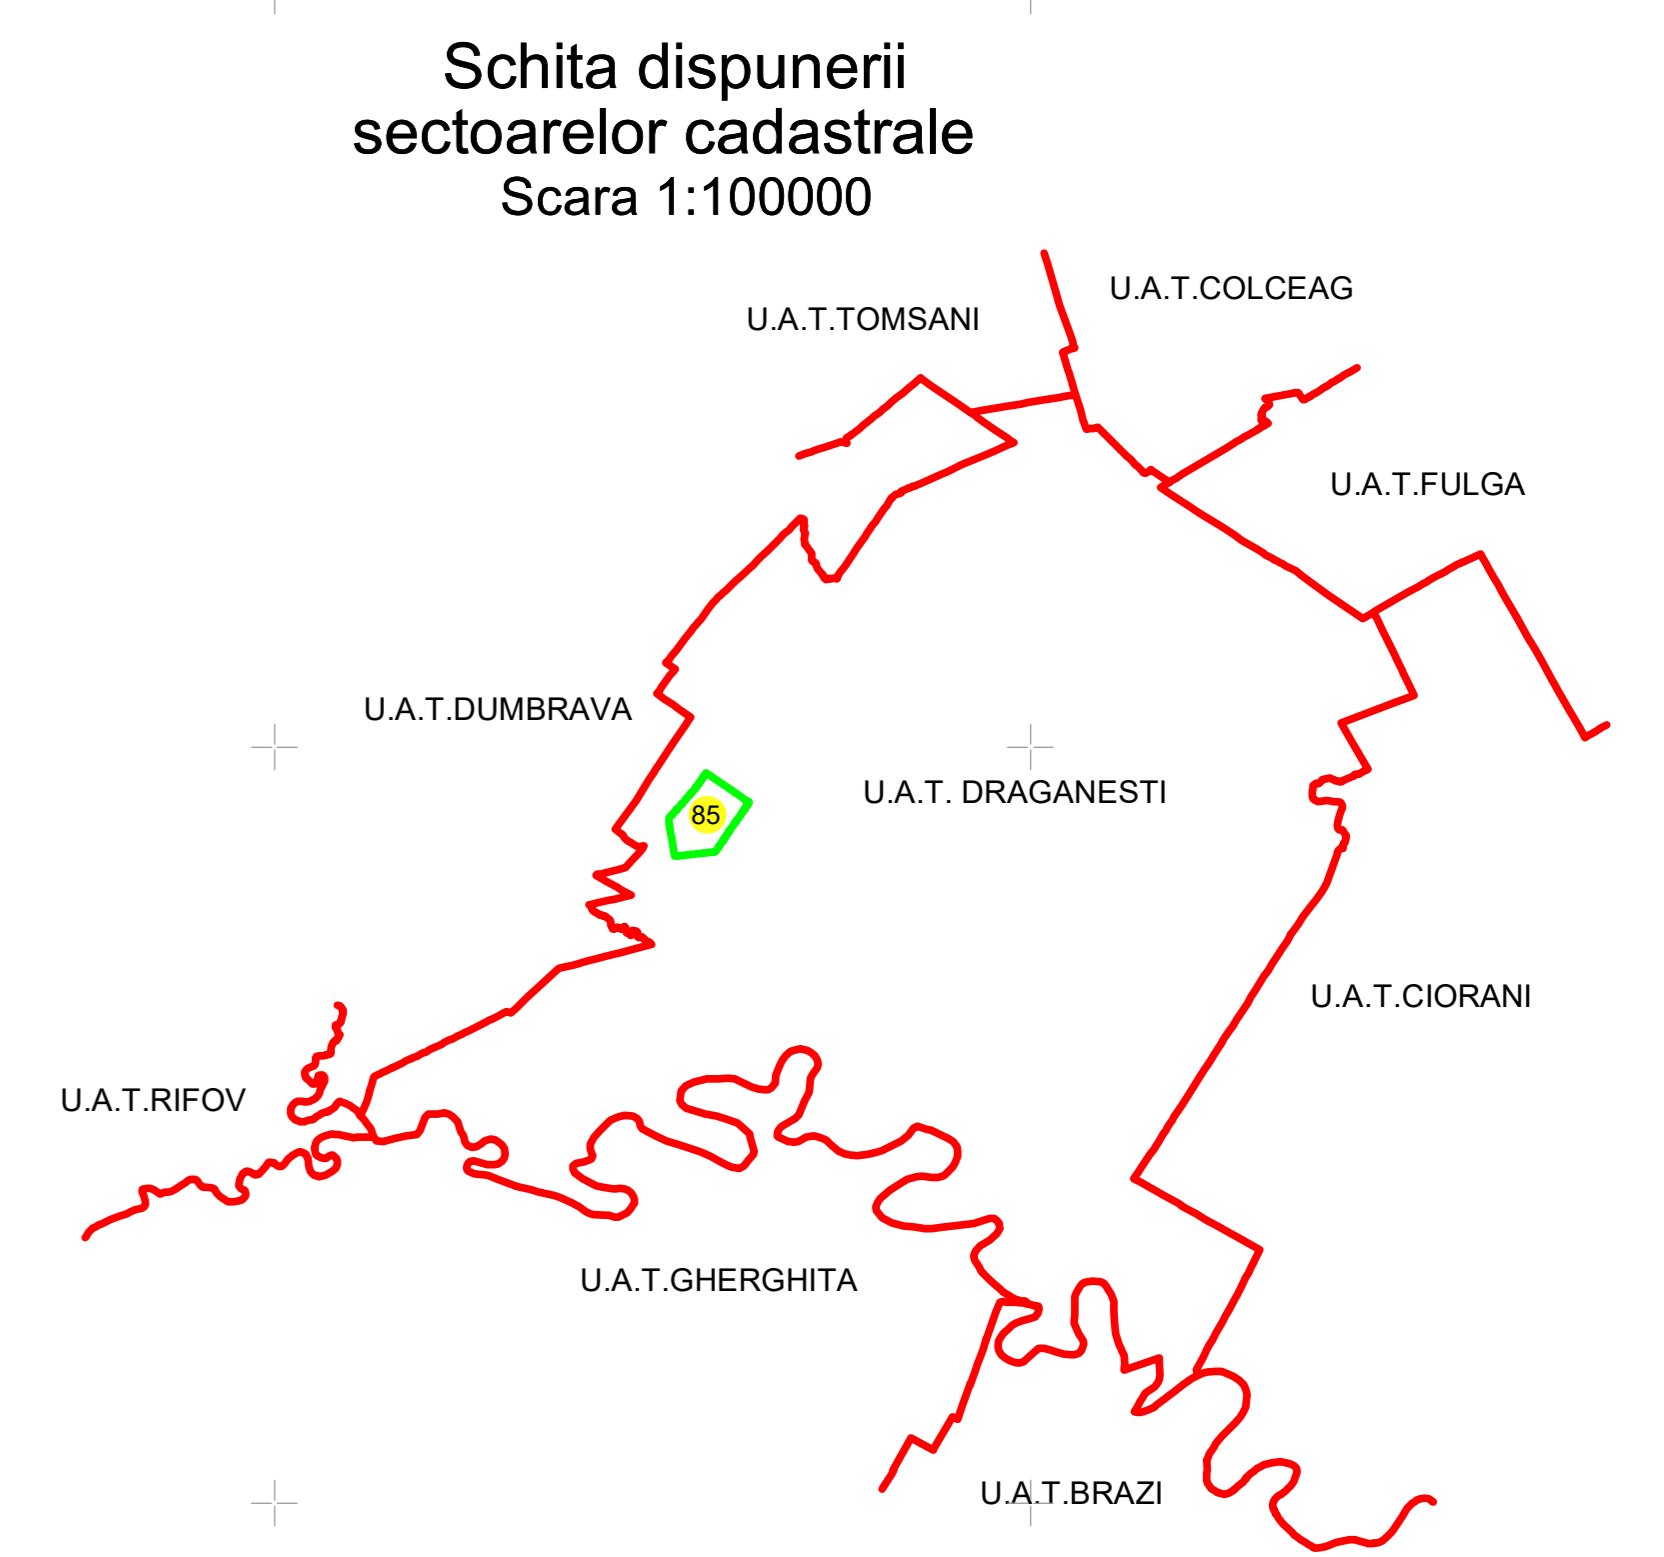 Schita dispunerii
sectoarelor cadastrale
Scara 1:100000
U.A.T.COLCEAG
U.A.T.TOMSANI
U.A.T.FULGA
U.A.T.DUMBRAVA
U.A.T. DRAGANESTI
85
U.A.T.CIORANI
U.A.T.RIFOV
U.A.T.GHERGHITA
U.A.T.BRAZI